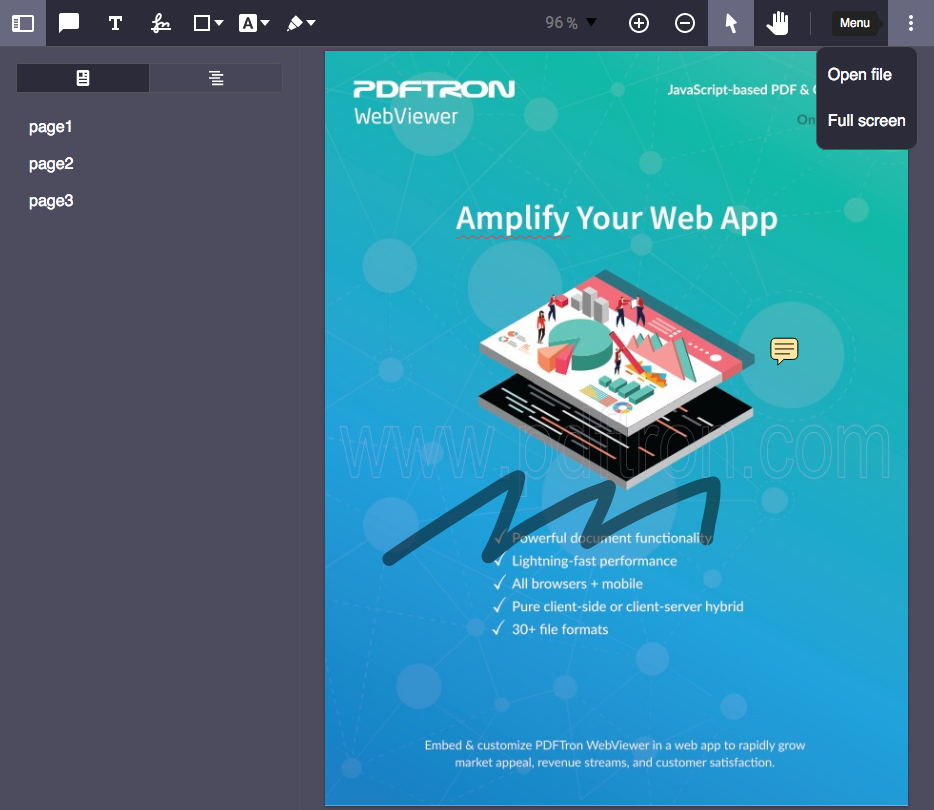 T
A
96 %
Menu
Open file
Full screen
page1
page2
page3
PDFTRON
WebViewer
JavaScript-based PDF &
On
Amplify Your Web App
www.pdftron.com
✓ Powerful document functionality
✓ Lightning-fast performance
✓ All browsers + mobile
✓ Pure client-side or client-server hybrid
✓ 30+ file formats
Embed & customize PDFTron WebViewer in a web app to rapidly grow
market appeal, revenue streams, and customer satisfaction.